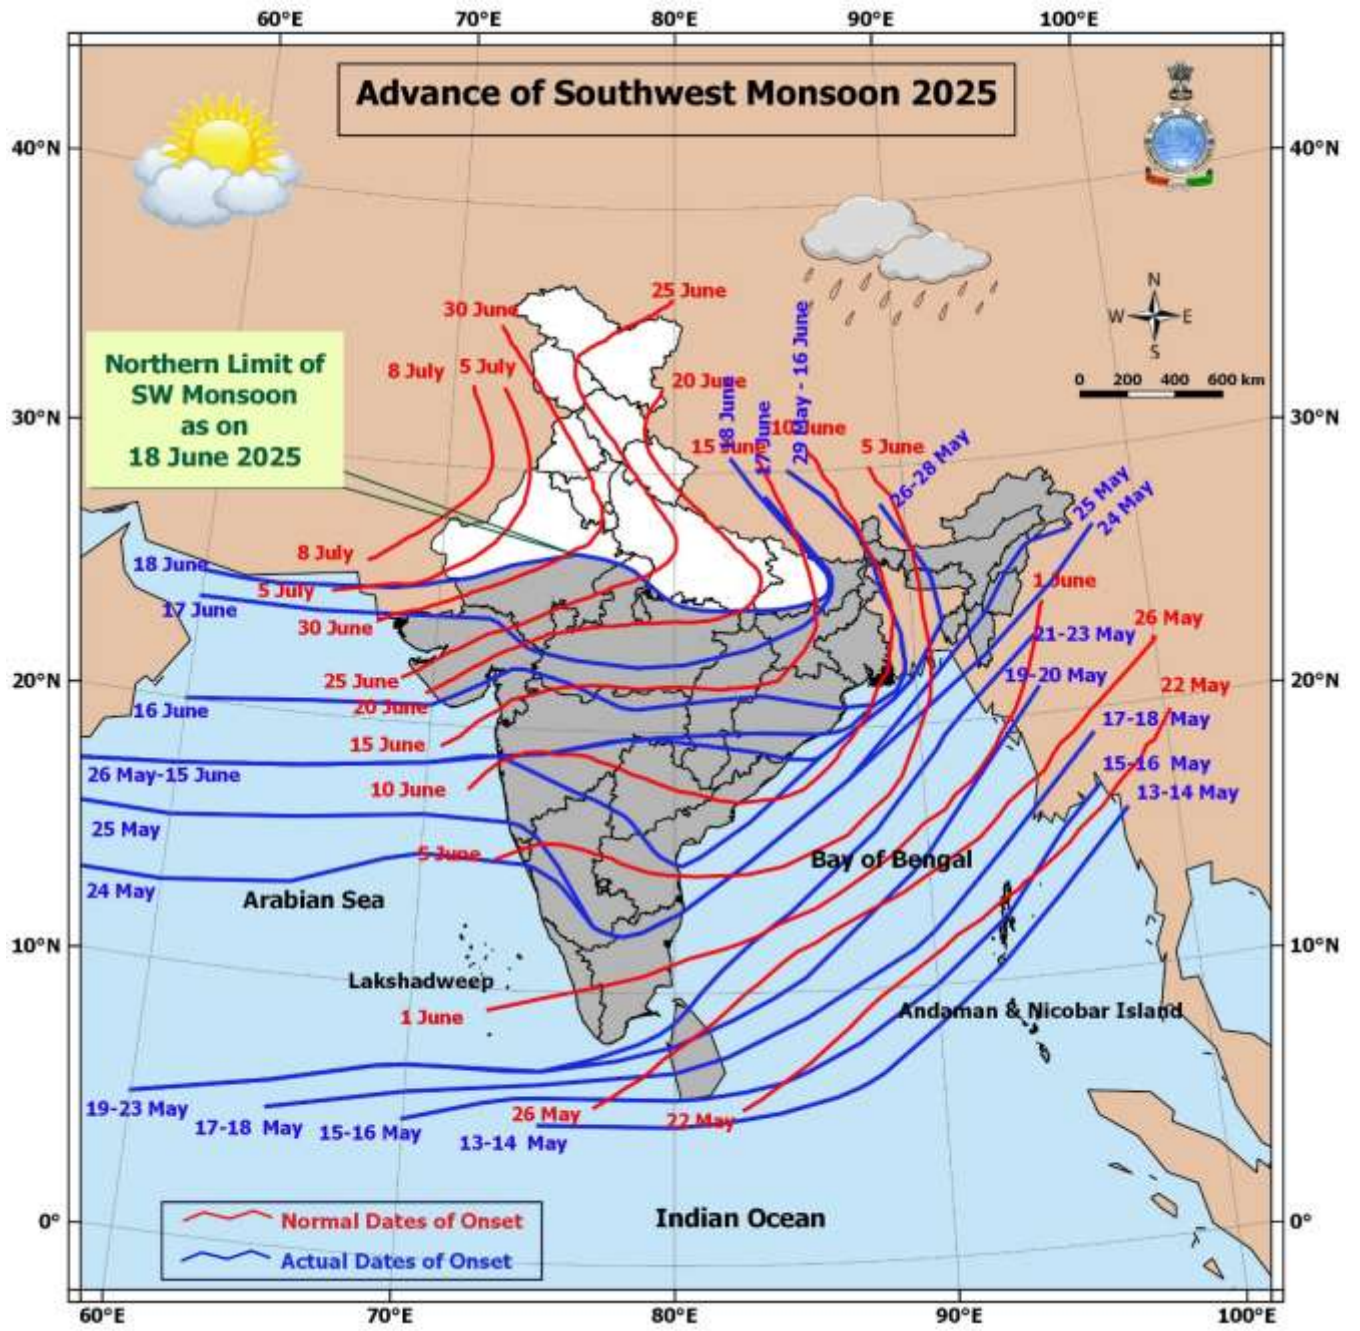 60°E 70°E 80°E 90°E 100°E
Advance of Southwest Monsoon 2025
40°N 40°N
N
W E
S
0 200 400 600 km
25 June
30 June
Northern Limit of
SW Monsoon
as on
18 June 2025
8 July 5 July
20 June
18 June
17 June
29 May - 16 June
15 June
10 June
5 June
26-28 May
30°N 30°N
25 May
24 May
8 July
18 June
5 July
17 June
30 June
1 June
26 May
21-23 May
19-20 May
22 May
20°N 20°N
25 June
20 June
16 June
17-18 May
15 June
15-16 May
26 May-15 June
10 June
13-14 May
25 May
5 June
Bay of Bengal
24 May
Arabian Sea
10°N 10°N
Lakshadweep
1 June
Andaman & Nicobar Island
19-23 May
17-18 May
15-16 May
13-14 May
26 May
22 May
0° 0°
Normal Dates of Onset
Actual Dates of Onset
Indian Ocean
60°E 70°E 80°E 90°E 100°E